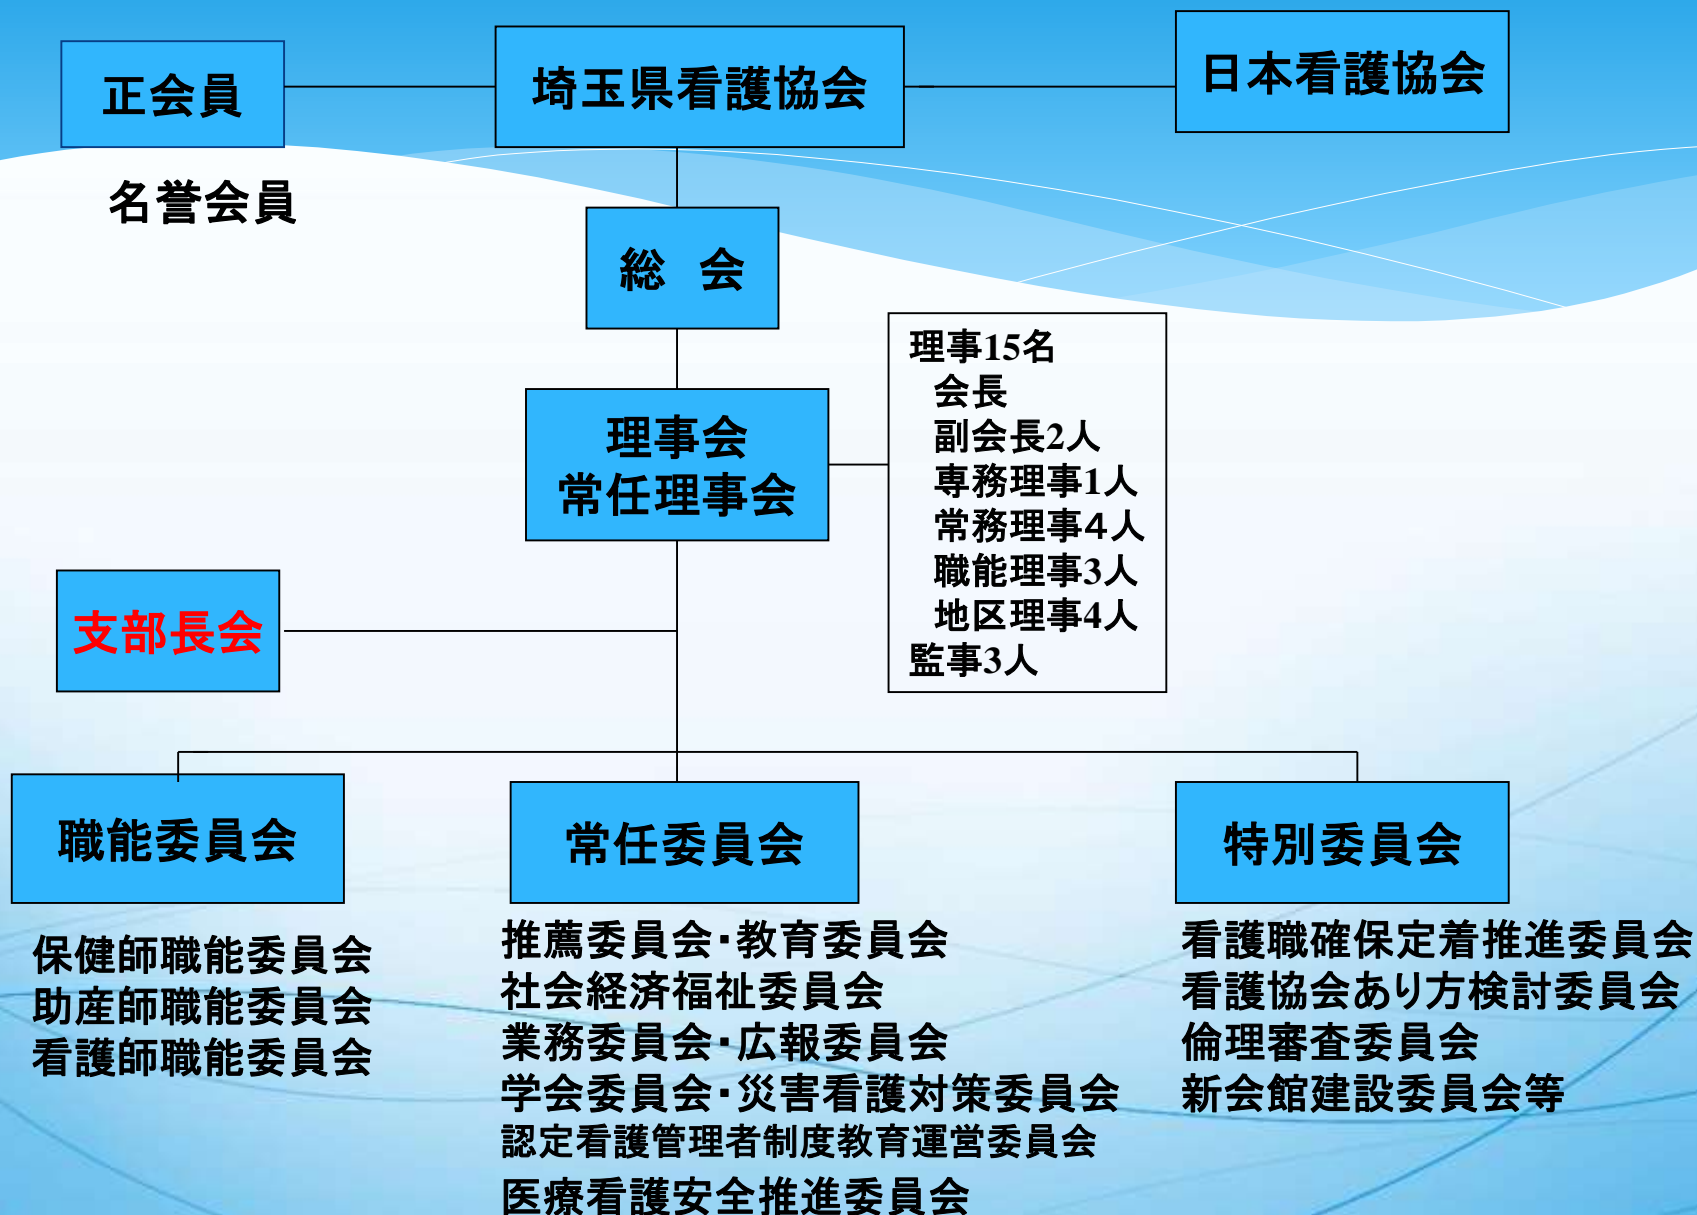 正会員
埼玉県看護協会
日本看護協会
名誉会員
総　会
理事会
常任理事会
理事15名
会長
副会長2人
専務理事1人
常務理事４人
職能理事3人
地区理事4人
監事3人
支部長会
職能委員会
常任委員会
特別委員会
保健師職能委員会
助産師職能委員会
看護師職能委員会
推薦委員会・教育委員会
社会経済福祉委員会
業務委員会・広報委員会
学会委員会・災害看護対策委員会
認定看護管理者制度教育運営委員会
医療看護安全推進委員会
看護職確保定着推進委員会
看護協会あり方検討委員会
倫理審査委員会
新会館建設委員会等